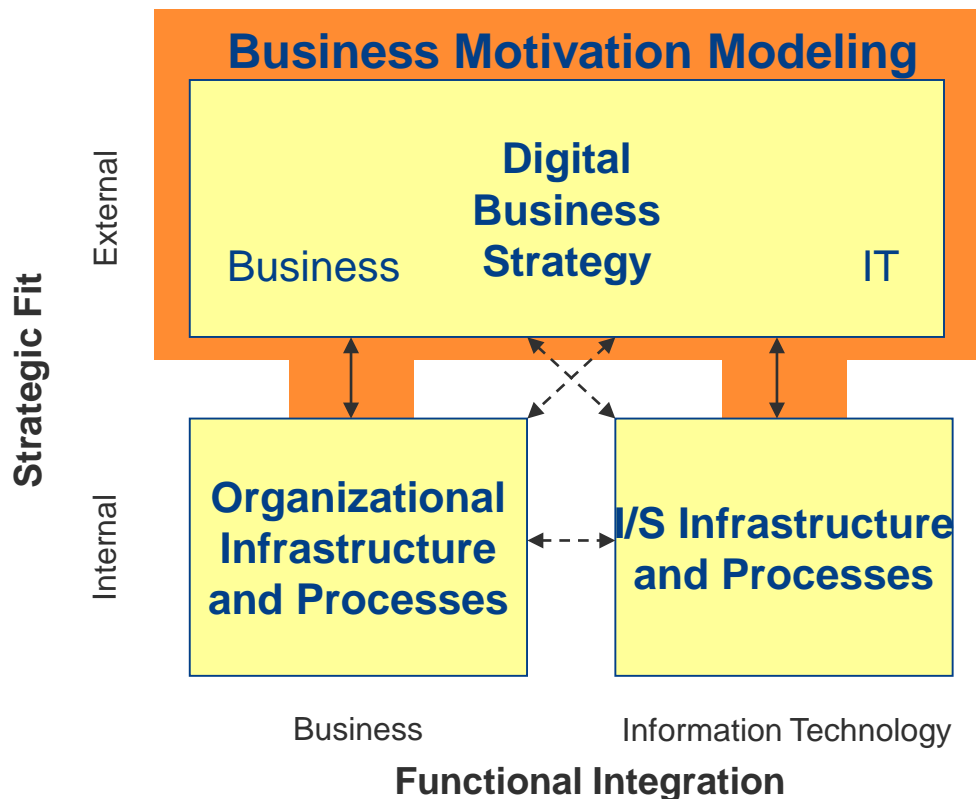 Business Motivation Modeling
Digital
Business
Strategy
Business
IT
External
Strategic Fit
Internal
Organizational
Infrastructure
and Processes
I/S Infrastructure
and Processes
Business
Information Technology
Functional Integration